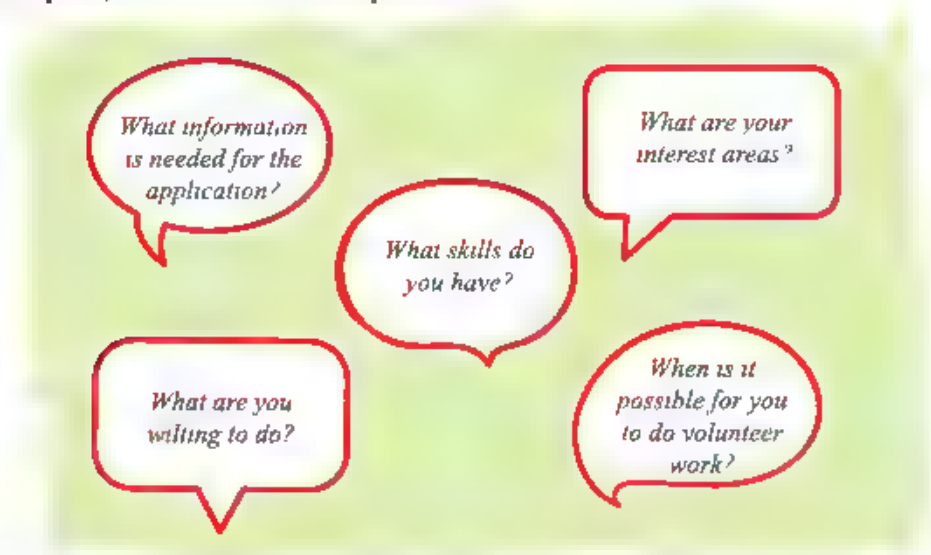 What information
is needed for the
application?
What are your
interest areas?
What skills do
you have?
What are you
willing to do?
When is it
possible for you
to do volunteer
work?